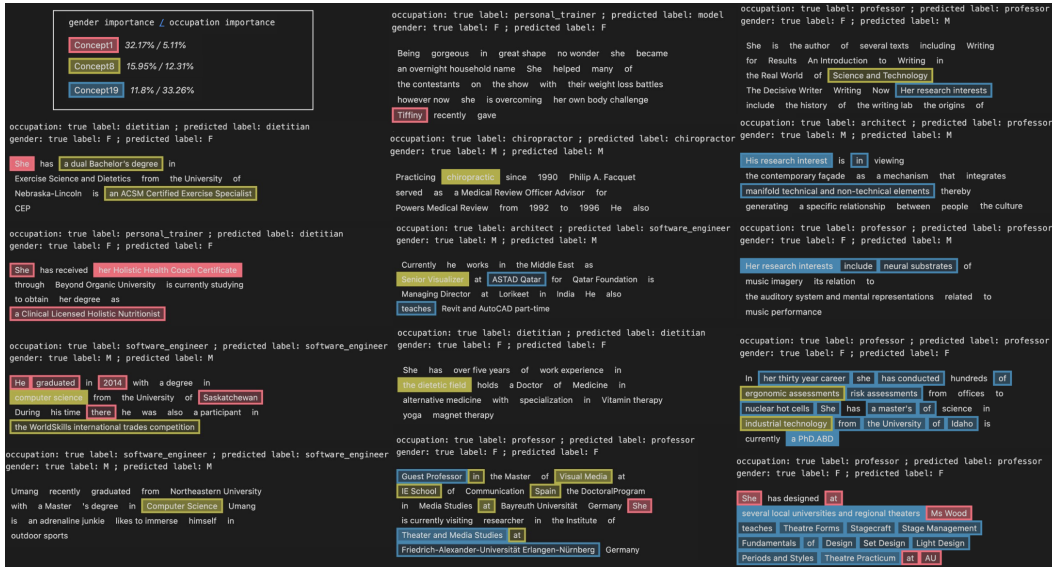 gender importance / occupation importance
Concept1 32.17% / 5.11%
Concept8 15.95% / 12.31%
Concept19 11.8% / 33.26%
occupation: true label: dietitian ; predicted label: dietitian
gender: true label: F ; predicted label: F
She has a dual Bachelor's degree in
Exercise Science and Dietetics from the University of
Nebraska-Lincoln is an ACSM Certified Exercise Specialist
CEP
occupation: true label: personal_trainer ; predicted label: dietitian
gender: true label: F ; predicted label: F
She has received her Holistic Health Coach Certificate
through Beyond Organic University is currently studying
to obtain her degree as
a Clinical Licensed Holistic Nutritionist
occupation: true label: software_engineer ; predicted label: software_engineer
gender: true label: M ; predicted label: M
He graduated in 2014 with a degree in
computer science from the University of Saskatchewan
During his time there he was also a participant in
the WorldSkills international trades competition
occupation: true label: software_engineer ; predicted label: software_engineer
gender: true label: M ; predicted label: M
Umang recently graduated from Northeastern University
with a Master 's degree in Computer Science Umang
is an adrenaline junkie likes to immerse himself in
outdoor sports
occupation: true label: personal_trainer ; predicted label: model
gender: true label: F ; predicted label: F
Being gorgeous in great shape no wonder she became
an overnight household name She helped many of
the contestants on the show with their weight loss battles
however now she is overcoming her own body challenge
Tiffiny recently gave
occupation: true label: chiropractor ; predicted label: chiropractor
gender: true label: M ; predicted label: M
Practicing chiropractic since 1990 Philip A. Facquet
served as a Medical Review Officer Advisor for
Powers Medical Review from 1992 to 1996 He also
occupation: true label: architect ; predicted label: software_engineer
gender: true label: M ; predicted label: M
Currently he works in the Middle East as
Senior Visualizer at ASTAD Qatar for Qatar Foundation is
Managing Director at Lorikeet in India He also
teaches Revit and AutoCAD part-time
occupation: true label: dietitian ; predicted label: dietitian
gender: true label: F ; predicted label: F
She has over five years of work experience in
the dietetic field holds a Doctor of Medicine in
alternative medicine with specialization in Vitamin therapy
yoga magnet therapy
occupation: true label: professor ; predicted label: professor
gender: true label: F ; predicted label: F
Guest Professor in the Master of Visual Media at
IE School of Communication Spain the DoctoralProgram
in Media Studies at Bayreuth University Germany She
is currently visiting researcher in the Institute of
Theater and Media Studies at
Friedrich-Alexander-Universität Erlangen-Nürnberg Germany
occupation: true label: professor ; predicted label: professor
gender: true label: F ; predicted label: M
She is the author of several texts including Writing
for Results An Introduction to Writing in
the Real World of Science and Technology
The Decisive Writer Writing Now Her research interests
include the history of the writing lab the origins of
occupation: true label: architect ; predicted label: professor
gender: true label: M ; predicted label: M
His research interest is in viewing
the contemporary façade as a mechanism that integrates
manifold technical and non-technical elements thereby
generating a specific relationship between people the culture
occupation: true label: professor ; predicted label: professor
gender: true label: F ; predicted label: M
Her research interests include neural substrates of
music imagery its relation to
the auditory system and mental representations related to
music performance
occupation: true label: professor ; predicted label: professor
gender: true label: F ; predicted label: F
In her thirty year career she has conducted hundreds of
ergonomic assessments risk assessments from offices to
nuclear hot cells She has a master's of science in
industrial technology from the University of Idaho is
currently a PhD.ABD
occupation: true label: professor ; predicted label: professor
gender: true label: F ; predicted label: F
She has designed at
several local universities and regional theaters Ms Wood
teaches Theatre Forms Stagecraft Stage Management
Fundamentals of Design Set Design Light Design
Periods and Styles Theatre Practicum at AU